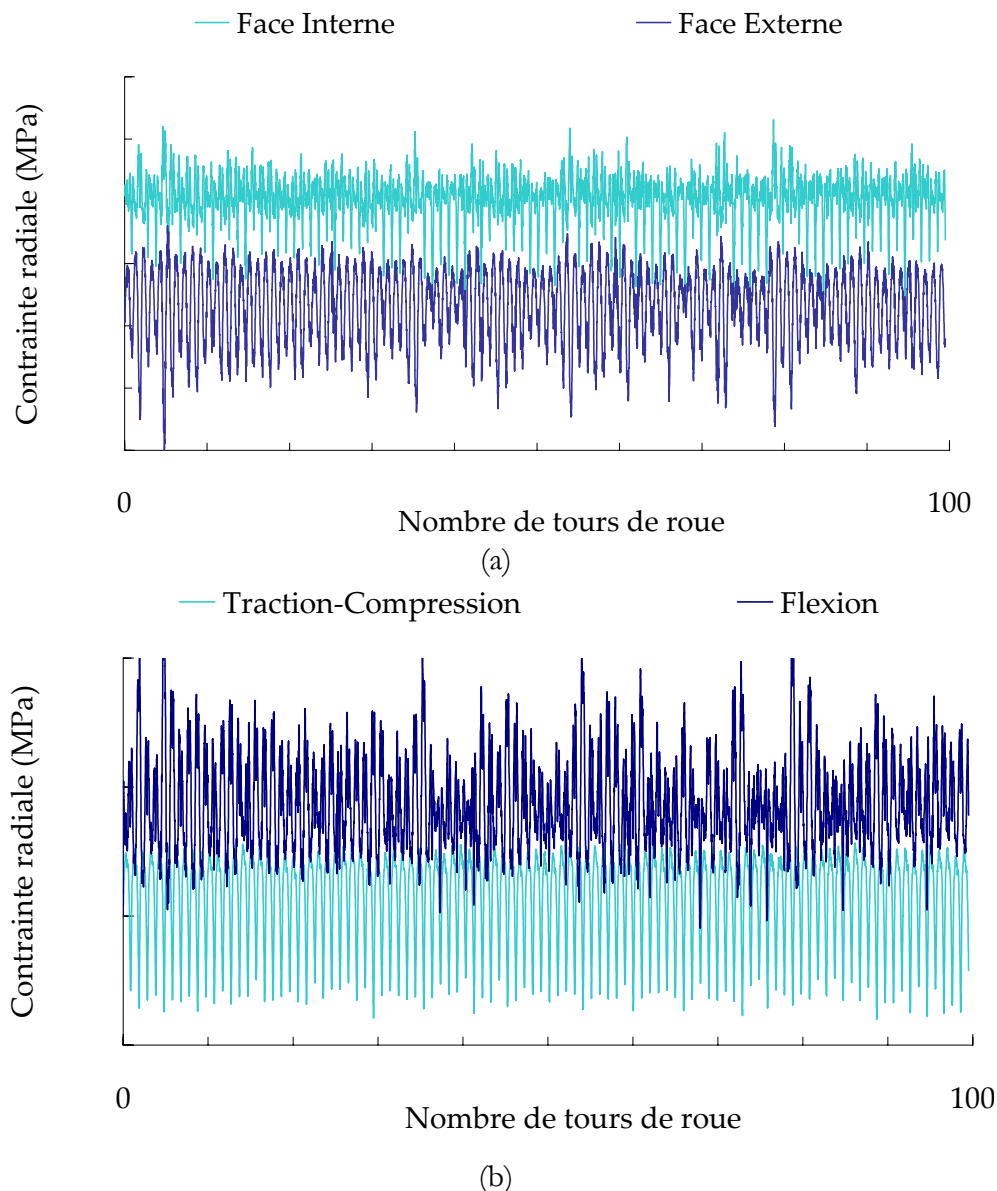 Face Interne Face Externe
Contrainte radiale (MPa)
0 100
Nombre de tours de roue
(a)
Traction-Compression Flexion
Contrainte radiale (MPa)
0 100
Nombre de tours de roue
(b)